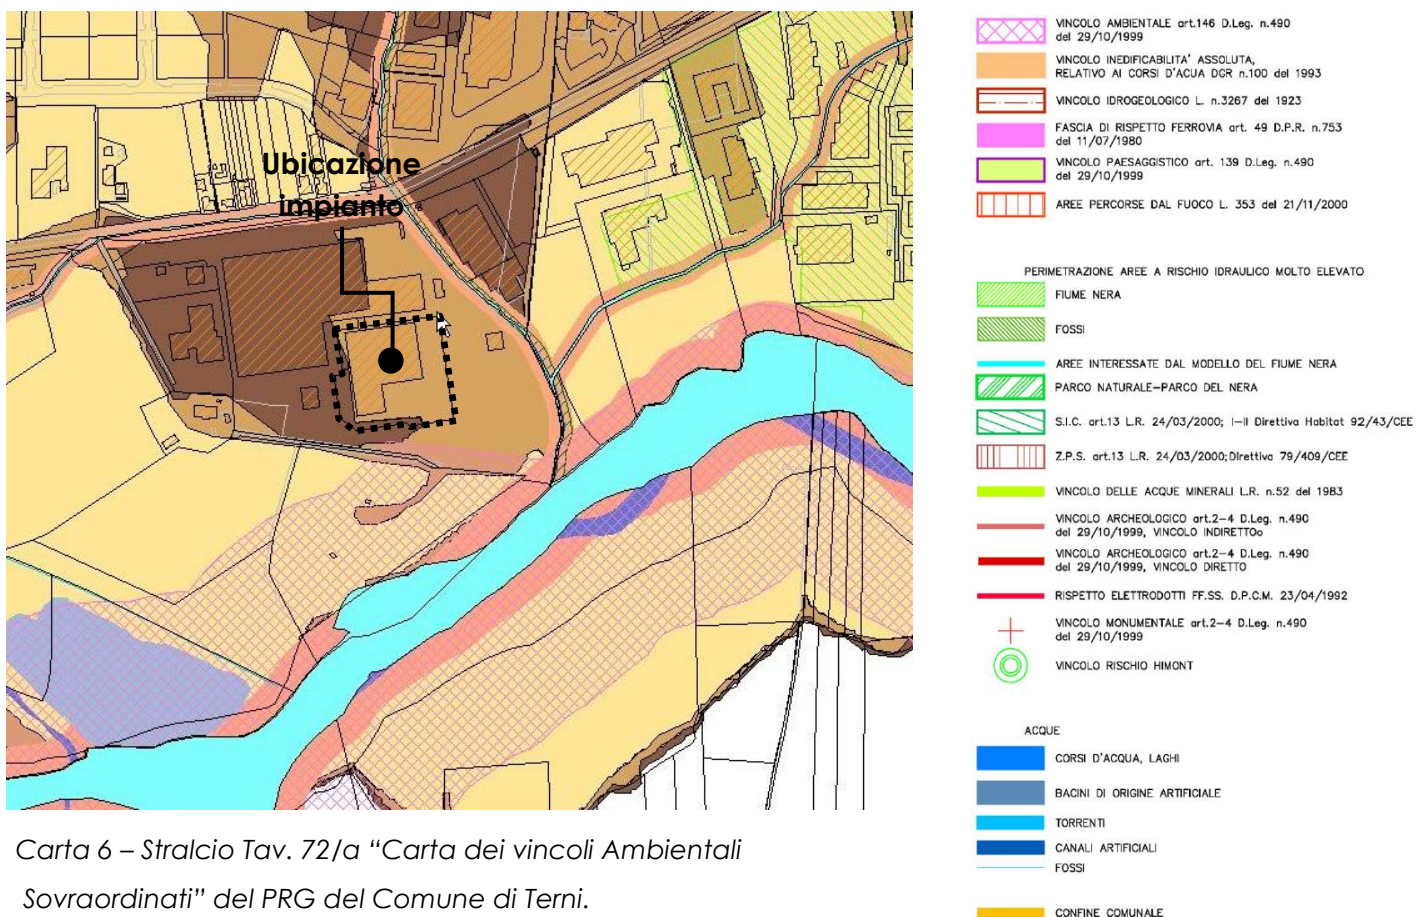 Ubicazione
impianto
Carta 6 – Stralcio Tav. 72/a “Carta dei vincoli Ambientali
Sovraordinati” del PRG del Comune di Terni.
VINCOLO AMBIENTALE art.146 D.Leg. n.490
del 29/10/1999
VINCOLO INEDIFICABILITA' ASSOLUTA,
RELATIVO AI CORSI D'ACUA DCR n.100 del 1993
VINCOLO IDROGEOLOGICO L. n.3267 del 1923
FASCIA DI RISPETTO FERROVIA art. 49 D.P.R. n.753
del 11/07/1980
VINCOLO PAESAGGISTICO art. 139 D.Leg. n.490
del 29/10/1999
AREE PERCORSE DAL FUOCO L. 353 del 21/11/2000
PERIMETRAZIONE AREE A RISCHIO IDRAULICO MOLTO ELEVATO
FIUME NERA
FOSSI
AREE INTERESSATE DAL MODELLO DEL FIUME NERA
PARCO NATURALE–PARCO DEL NERA
S.I.C. art.13 L.R. 24/03/2000; I–II Direttiva Habitat 92/43/CEE
Z.P.S. art.13 L.R. 24/03/2000;Direttiva 79/409/CEE
VINCOLO DELLE ACQUE MINERALI L.R. n.52 del 1983
VINCOLO ARCHEOLOGICO art.2–4 D.Leg. n.490
del 29/10/1999, VINCOLO INDIRETTOo
VINCOLO ARCHEOLOGICO art.2–4 D.Leg. n.490
del 29/10/1999, VINCOLO DIRETTO
RISPETTO ELETTRODOTTI FF.SS. D.P.C.M. 23/04/1992
VINCOLO MONUMENTALE art.2–4 D.Leg. n.490
del 29/10/1999
VINCOLO RISCHIO HIMONT
ACQUE
CORSI D'ACQUA, LAGHI
BACINI DI ORIGINE ARTIFICIALE
TORRENTI
CANALI ARTIFICIALI
FOSSI
CONFINE COMUNALE